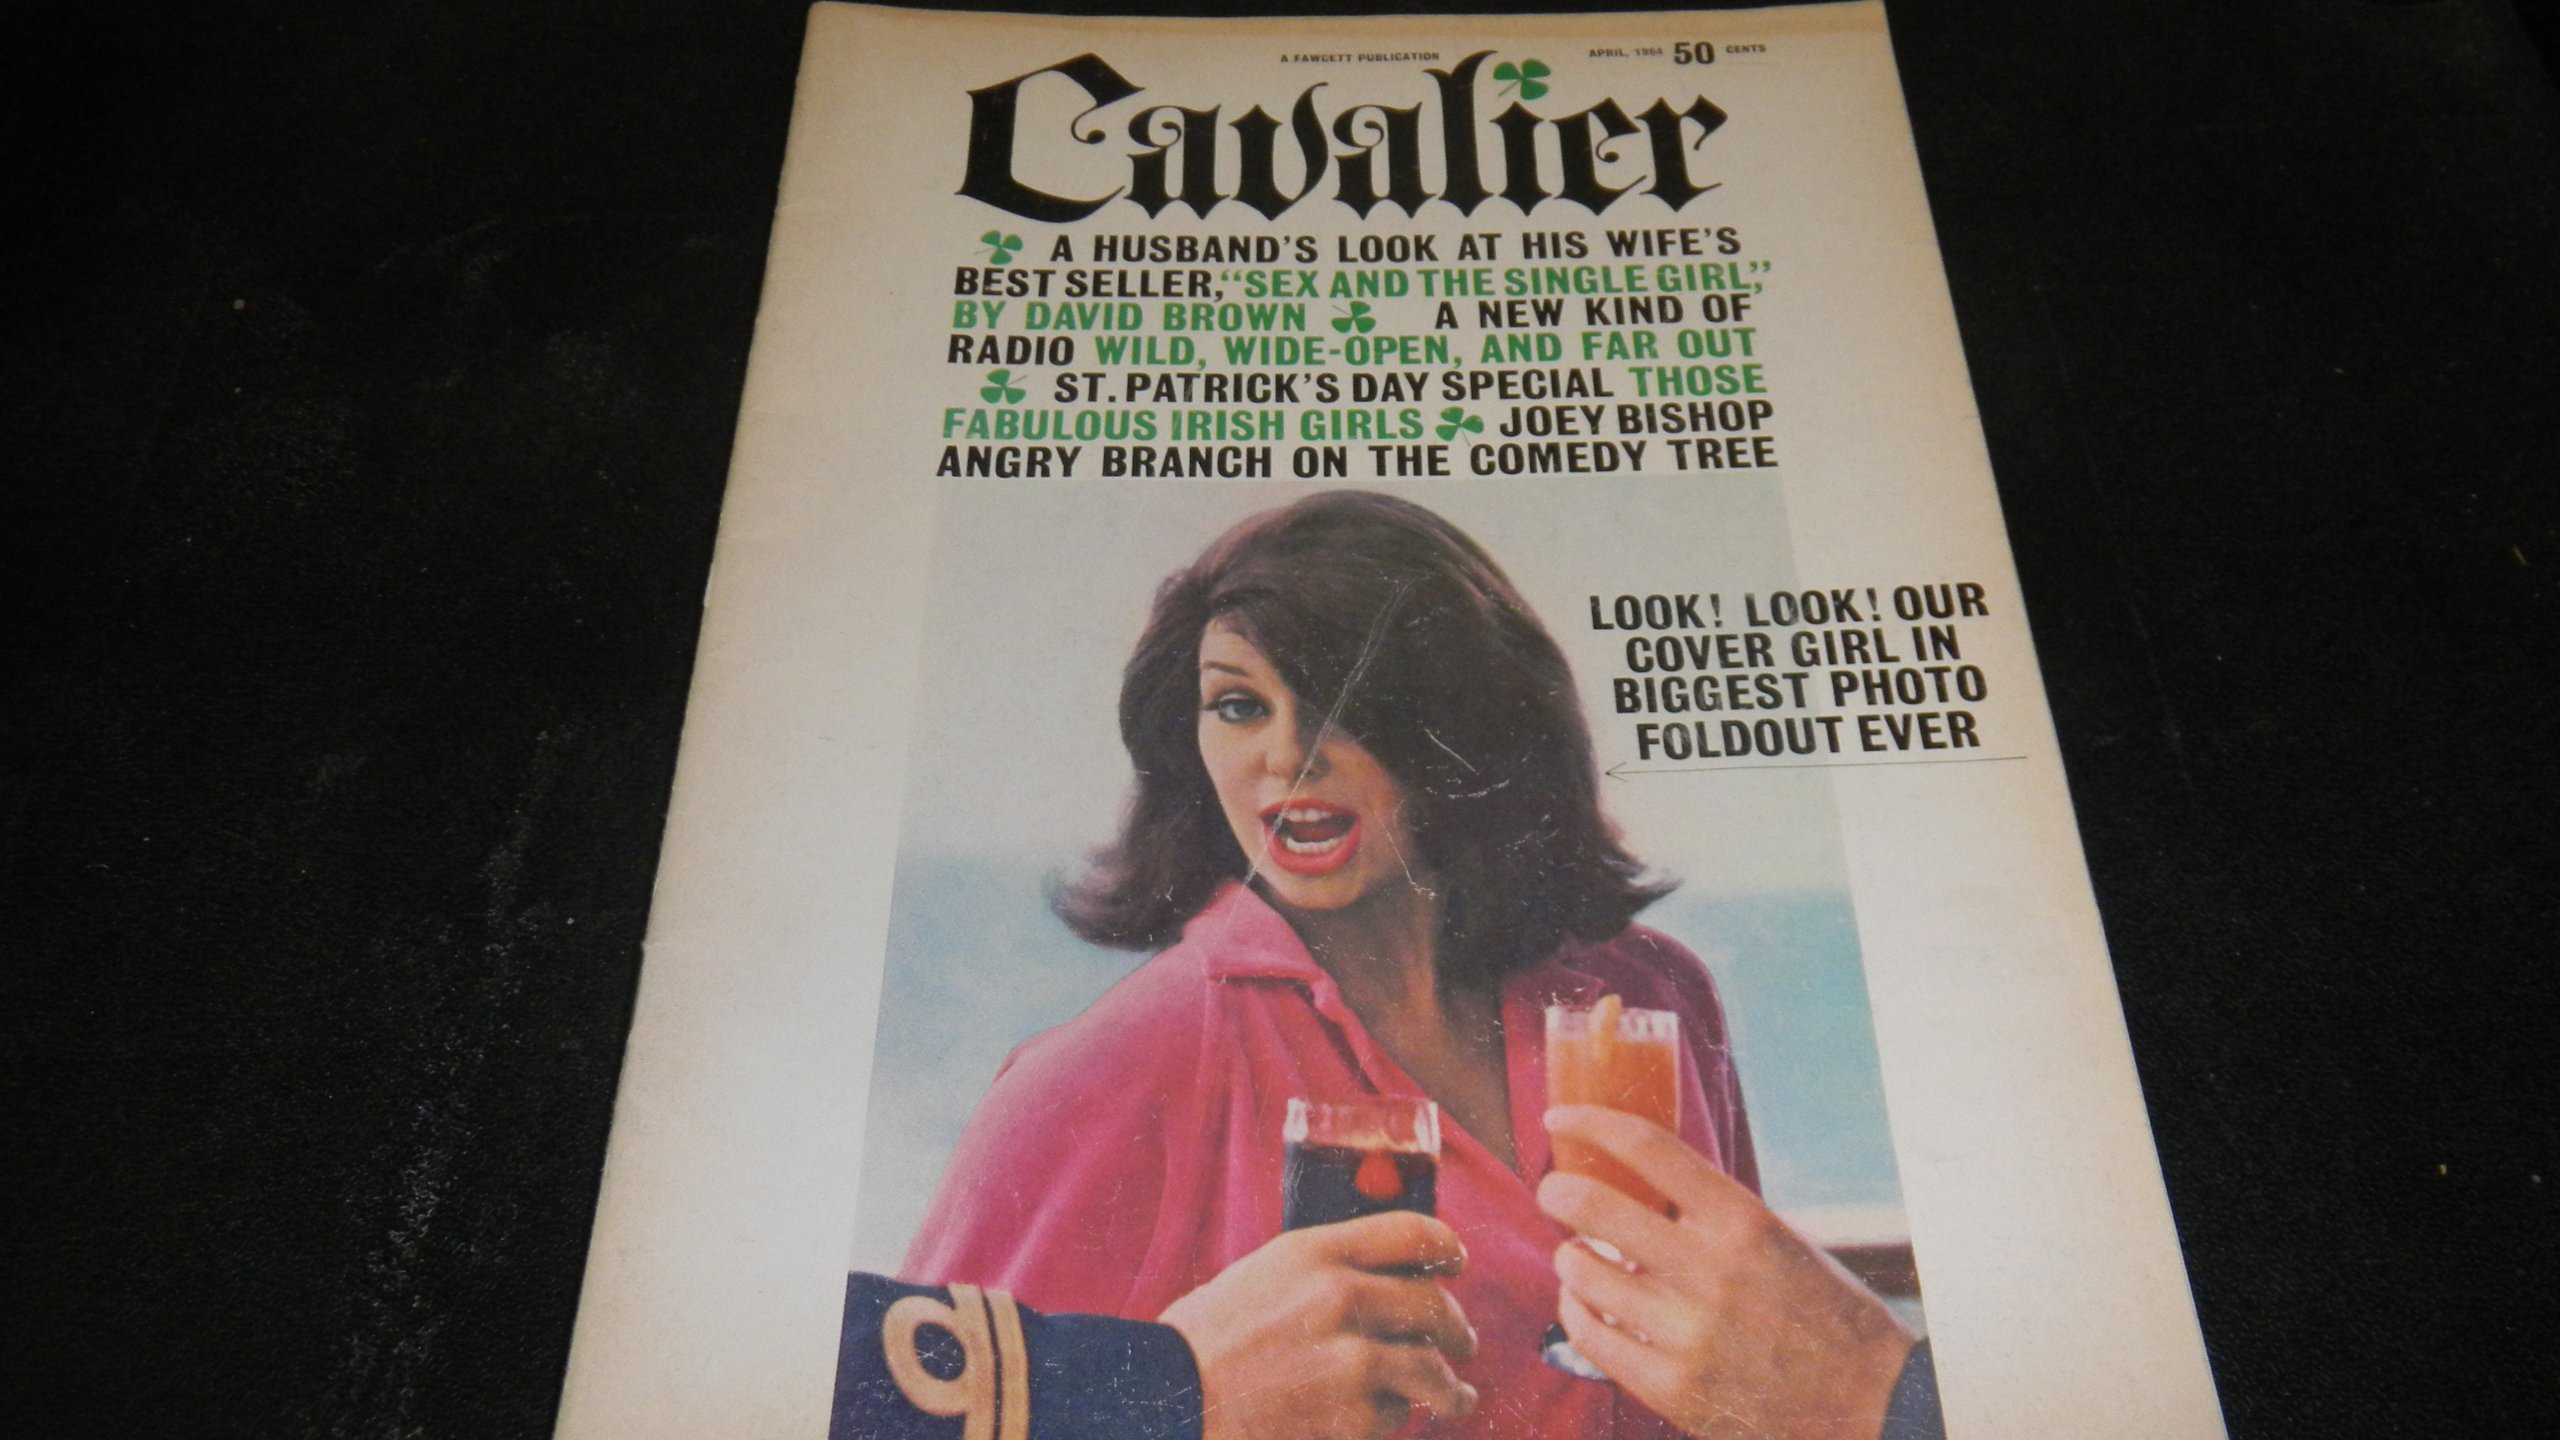 A FAWCETT PUBLICATION
APRIL, 1964 50 CENTS
Cavalier
A HUSBAND'S LOOK AT HIS WIFE'S
BEST SELLER, "SEX AND THE SINGLE GIRL,"
BY DAVID BROWN A NEW KIND OF
RADIO WILD, WIDE-OPEN, AND FAR OUT
ST. PATRICK'S DAY SPECIAL THOSE
FABULOUS IRISH GIRLS JOEY BISHOP
ANGRY BRANCH ON THE COMEDY TREE
LOOK! LOOK! OUR
COVER GIRL IN
BIGGEST PHOTO
FOLDOUT EVER